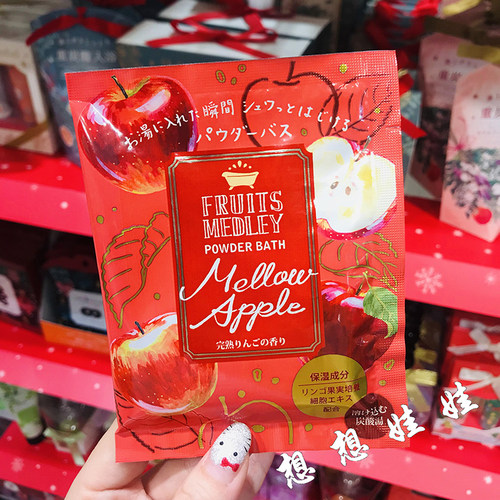 お湯に入れた瞬間 シュワっとはじける
パウダーバス
FRUITS
MEDLEY
POWDER BATH
Mellow
Apple
完熟りんごの香り
保湿成分
リンゴ果実培養
細胞エキス
配合
溶け込む
炭酸湯
想想娃娃